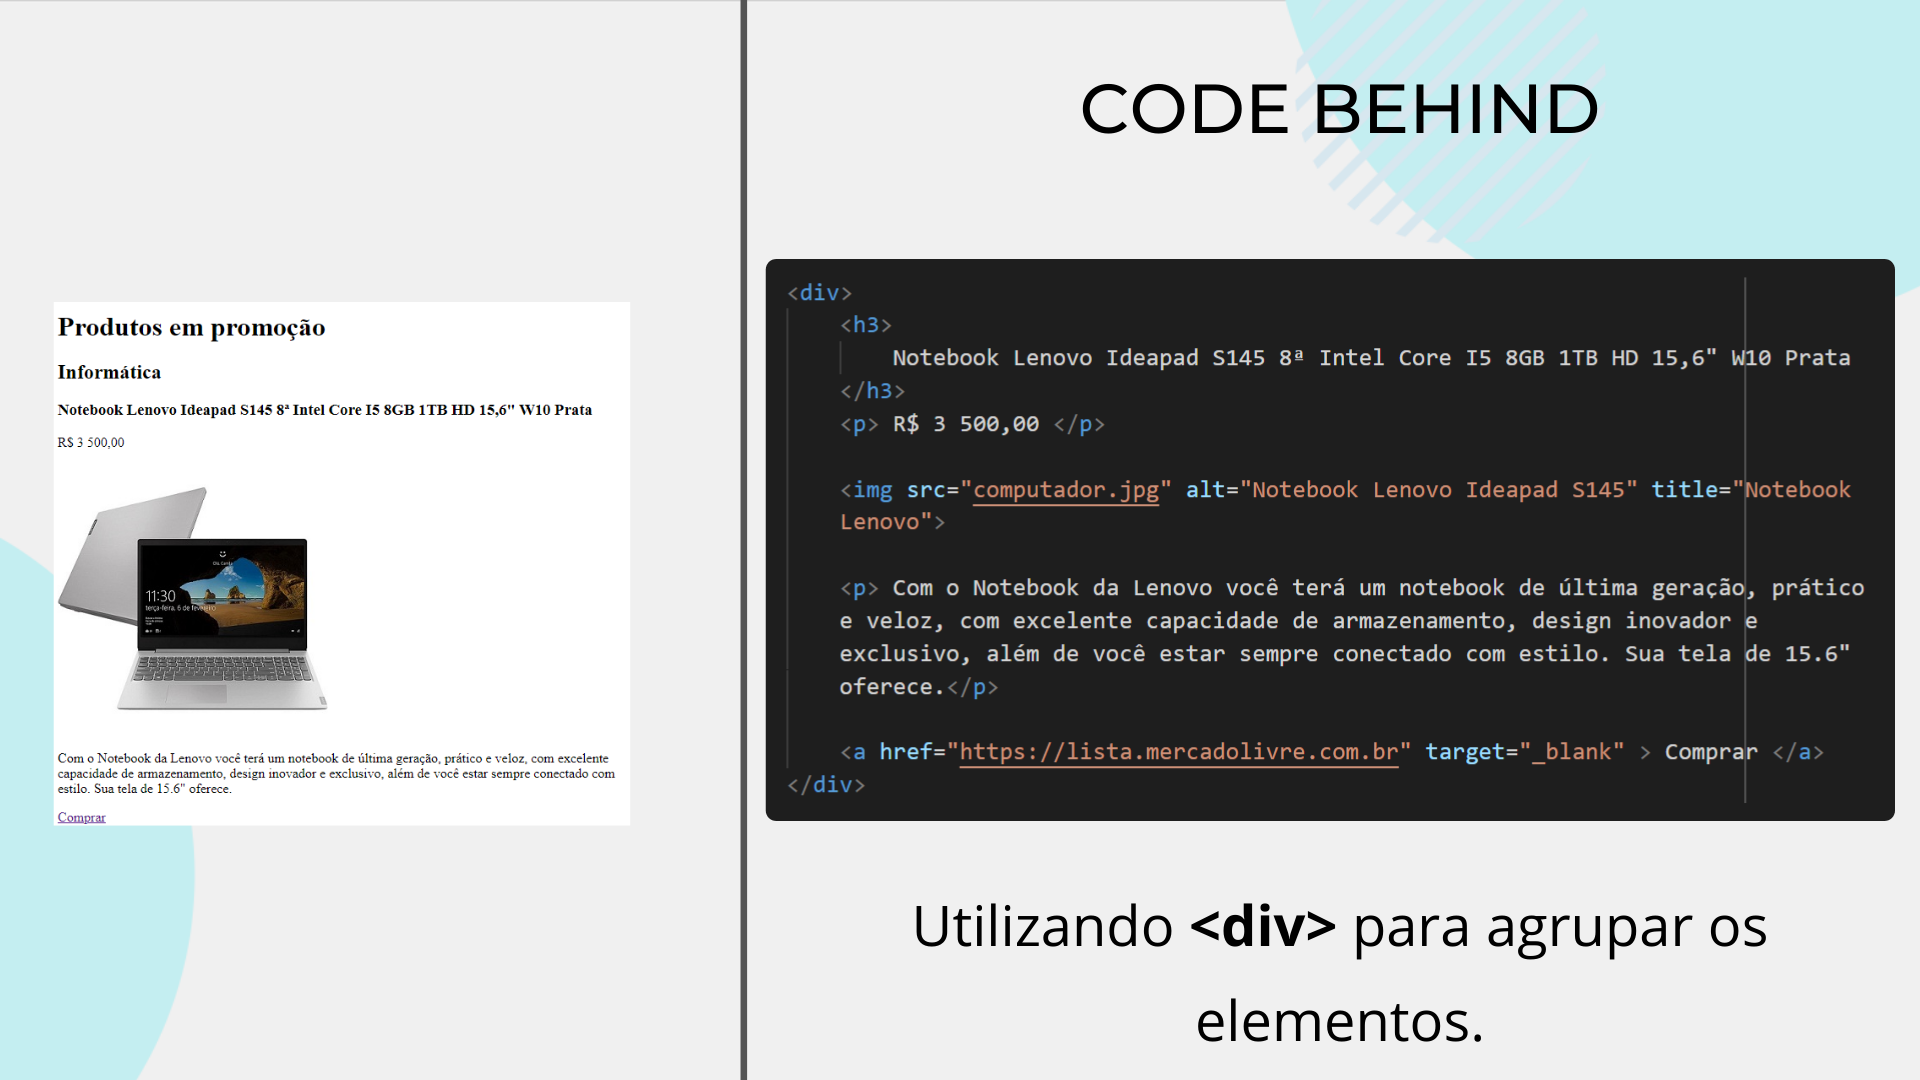 Produtos em promoção
Informática
Notebook Lenovo Ideapad S145 8ª Intel Core I5 8GB 1TB HD 15,6" W10 Prata
R$ 3 500,00
11:30
terça-feira, 6 de fevereiro
Com o Notebook da Lenovo você terá um notebook de última geração, prático e veloz, com excelente
capacidade de armazenamento, design inovador e exclusivo, além de você estar sempre conectado com
estilo. Sua tela de 15.6" oferece.
Comprar
CODE BEHIND
<div>
<h3>
Notebook Lenovo Ideapad S145 8ª Intel Core I5 8GB 1TB HD 15,6" W10 Prata
</h3>
<p> R$ 3 500,00 </p>
<img src="computador.jpg" alt="Notebook Lenovo Ideapad S145" title="Notebook
Lenovo">
<p> Com o Notebook da Lenovo você terá um notebook de última geração, prático
e veloz, com excelente capacidade de armazenamento, design inovador e
exclusivo, além de você estar sempre conectado com estilo. Sua tela de 15.6"
oferece.</p>
<a href="https://lista.mercadolivre.com.br" target="_blank" > Comprar </a>
</div>
Utilizando <div> para agrupar os
elementos.